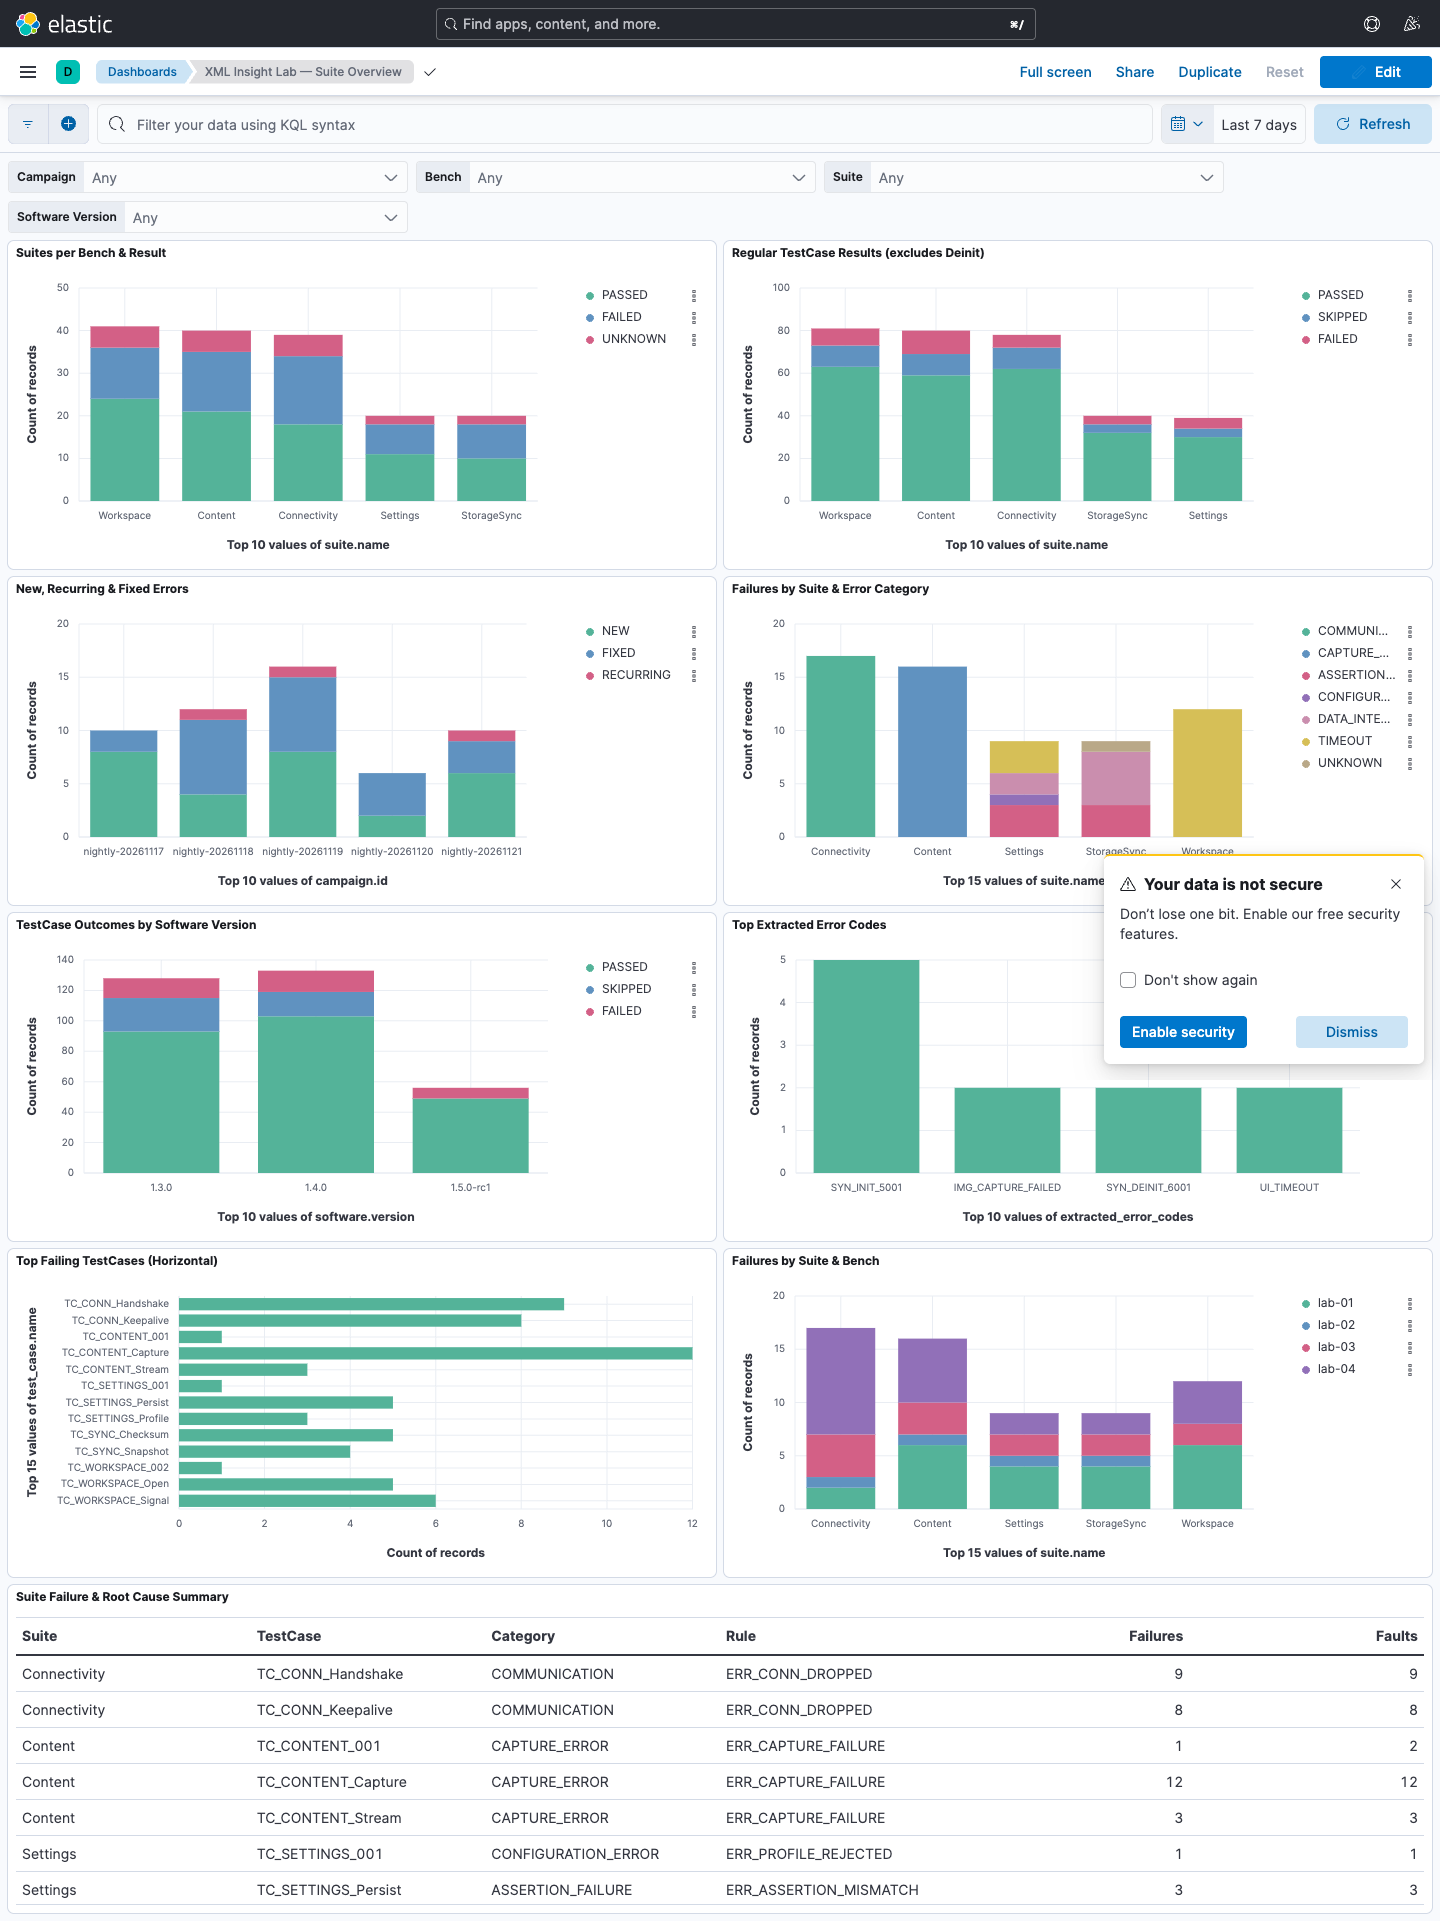 elastic
Find apps, content, and more.
⌘/
D
Dashboards
XML Insight Lab — Suite Overview
Full screen
Share
Duplicate
Reset
Edit
Filter your data using KQL syntax
Last 7 days
Refresh
Campaign Any
Bench Any
Suite Any
Software Version Any
Suites per Bench & Result
Count of records
50
40
30
20
10
0
Workspace Content Connectivity Settings StorageSync
Top 10 values of suite.name
PASSED
FAILED
UNKNOWN
Regular TestCase Results (excludes Deinit)
Count of records
100
80
60
40
20
0
Workspace Content Connectivity StorageSync Settings
Top 10 values of suite.name
PASSED
SKIPPED
FAILED
New, Recurring & Fixed Errors
Count of records
20
15
10
5
0
nightly-20261117 nightly-20261118 nightly-20261119 nightly-20261120 nightly-20261121
Top 10 values of campaign.id
NEW
FIXED
RECURRING
Failures by Suite & Error Category
Count of records
20
15
10
5
0
Connectivity Content Settings StorageSync Workspace
Top 15 values of suite.name
COMMUNI...
CAPTURE_...
ASSERTION...
CONFIGUR...
DATA_INTE...
TIMEOUT
UNKNOWN
Your data is not secure
Don’t lose one bit. Enable our free security
features.
Don't show again
Enable security
Dismiss
TestCase Outcomes by Software Version
Count of records
140
120
100
80
60
40
20
0
1.3.0 1.4.0 1.5.0-rc1
Top 10 values of software.version
PASSED
SKIPPED
FAILED
Top Extracted Error Codes
Count of records
5
4
3
2
1
0
SYN_INIT_5001 IMG_CAPTURE_FAILED SYN_DEINIT_6001 UI_TIMEOUT
Top 10 values of extracted_error_codes
Top Failing TestCases (Horizontal)
Top 15 values of test_case.name
TC_CONN_Handshake
TC_CONN_Keepalive
TC_CONTENT_001
TC_CONTENT_Capture
TC_CONTENT_Stream
TC_SETTINGS_001
TC_SETTINGS_Persist
TC_SETTINGS_Profile
TC_SYNC_Checksum
TC_SYNC_Snapshot
TC_WORKSPACE_002
TC_WORKSPACE_Open
TC_WORKSPACE_Signal
0 2 4 6 8 10 12
Count of records
Failures by Suite & Bench
Count of records
20
15
10
5
0
Connectivity Content Settings StorageSync Workspace
Top 15 values of suite.name
lab-01
lab-02
lab-03
lab-04
Suite Failure & Root Cause Summary
Suite TestCase Category Rule Failures Faults
Connectivity TC_CONN_Handshake COMMUNICATION ERR_CONN_DROPPED 9 9
Connectivity TC_CONN_Keepalive COMMUNICATION ERR_CONN_DROPPED 8 8
Content TC_CONTENT_001 CAPTURE_ERROR ERR_CAPTURE_FAILURE 1 2
Content TC_CONTENT_Capture CAPTURE_ERROR ERR_CAPTURE_FAILURE 12 12
Content TC_CONTENT_Stream CAPTURE_ERROR ERR_CAPTURE_FAILURE 3 3
Settings TC_SETTINGS_001 CONFIGURATION_ERROR ERR_PROFILE_REJECTED 1 1
Settings TC_SETTINGS_Persist ASSERTION_FAILURE ERR_ASSERTION_MISMATCH 3 3